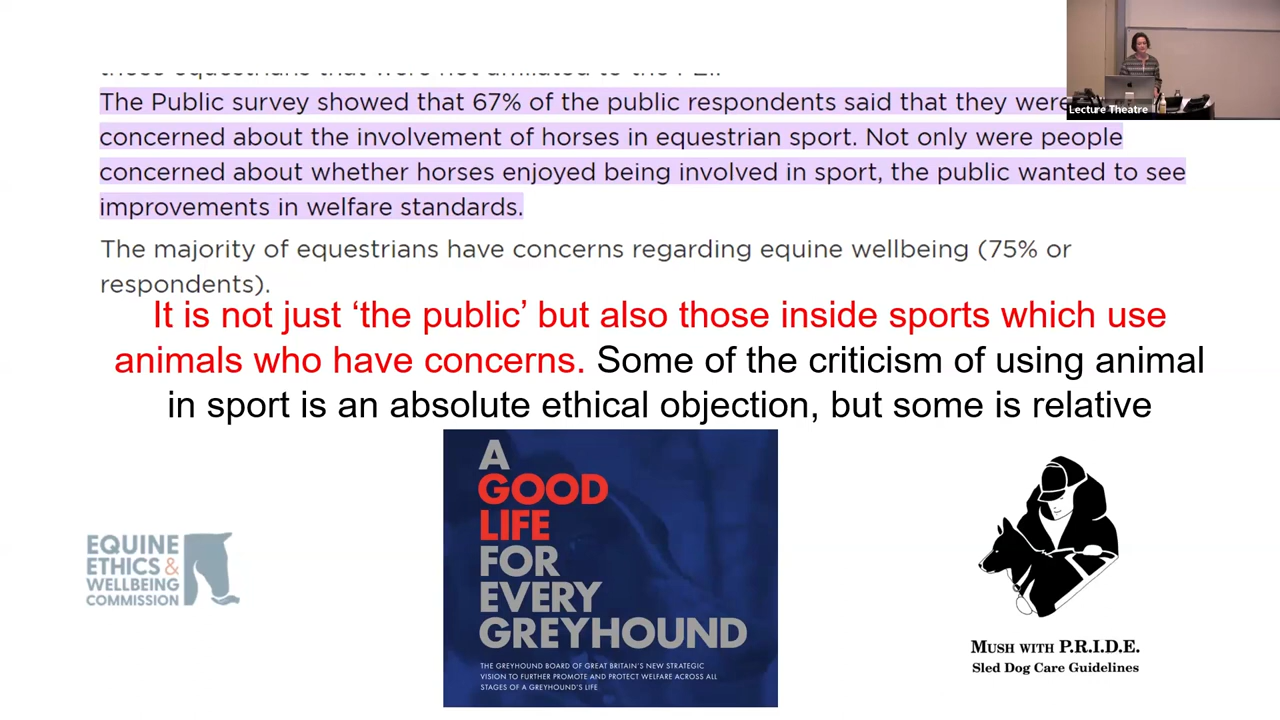 The Public survey showed that 67% of the public respondents said that they were
concerned about the involvement of horses in equestrian sport. Not only were people
concerned about whether horses enjoyed being involved in sport, the public wanted to see
improvements in welfare standards.
The majority of equestrians have concerns regarding equine wellbeing (75% or
respondents).
It is not just ‘the public’ but also those inside sports which use
animals who have concerns. Some of the criticism of using animal
in sport is an absolute ethical objection, but some is relative
Lecture Theatre
EQUINE
ETHICS &
WELLBEING
COMMISSION
A
GOOD
LIFE
FOR
EVERY
GREYHOUND
THE GREYHOUND BOARD OF GREAT BRITAIN'S NEW STRATEGIC
VISION TO FURTHER PROMOTE AND PROTECT WELFARE ACROSS ALL
STAGES OF A GREYHOUND'S LIFE
MUSH WITH P.R.I.D.E.
Sled Dog Care Guidelines